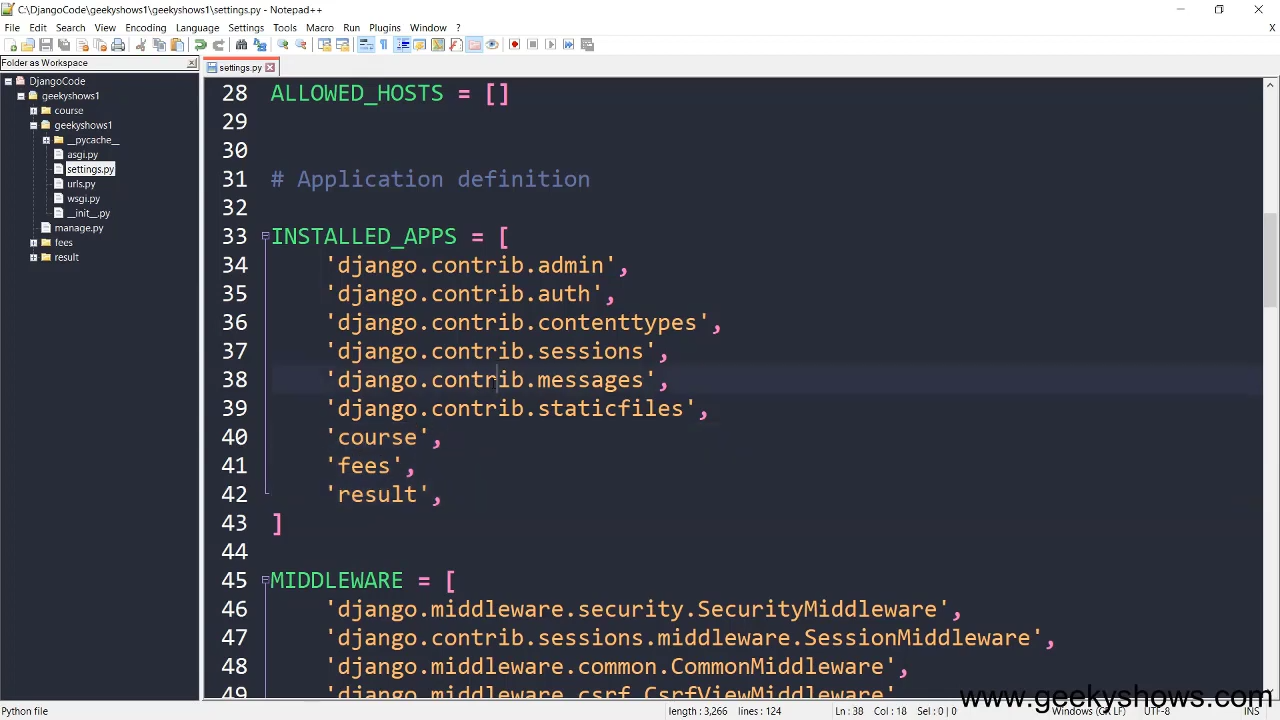 C:\DjangoCode\geekyshows1\geekyshows1\settings.py - Notepad++
File Edit Search View Encoding Language Settings Tools Macro Run Plugins Window ?
X
Folder as Workspace
DjangoCode
geekyshows1
course
geekyshows1
__pycache__
asgi.py
settings.py
urls.py
wsgi.py
__init__.py
manage.py
fees
result
settings.py
28 ALLOWED_HOSTS = []
29
30
31 # Application definition
32
33 INSTALLED_APPS = [
34 'django.contrib.admin',
35 'django.contrib.auth',
36 'django.contrib.contenttypes',
37 'django.contrib.sessions',
38 'django.contrib.messages',
39 'django.contrib.staticfiles',
40 'course',
41 'fees',
42 'result',
43 ]
44
45 MIDDLEWARE = [
46 'django.middleware.security.SecurityMiddleware',
47 'django.contrib.sessions.middleware.SessionMiddleware',
48 'django.middleware.common.CommonMiddleware',
49 'django.middleware.csrf.CsrfViewMiddleware'
www.geekyshows.com
Python file length : 3,266 lines : 124 Ln : 38 Col : 18 Sel : 0 | 0 Windows (CR LF) UTF-8 INS